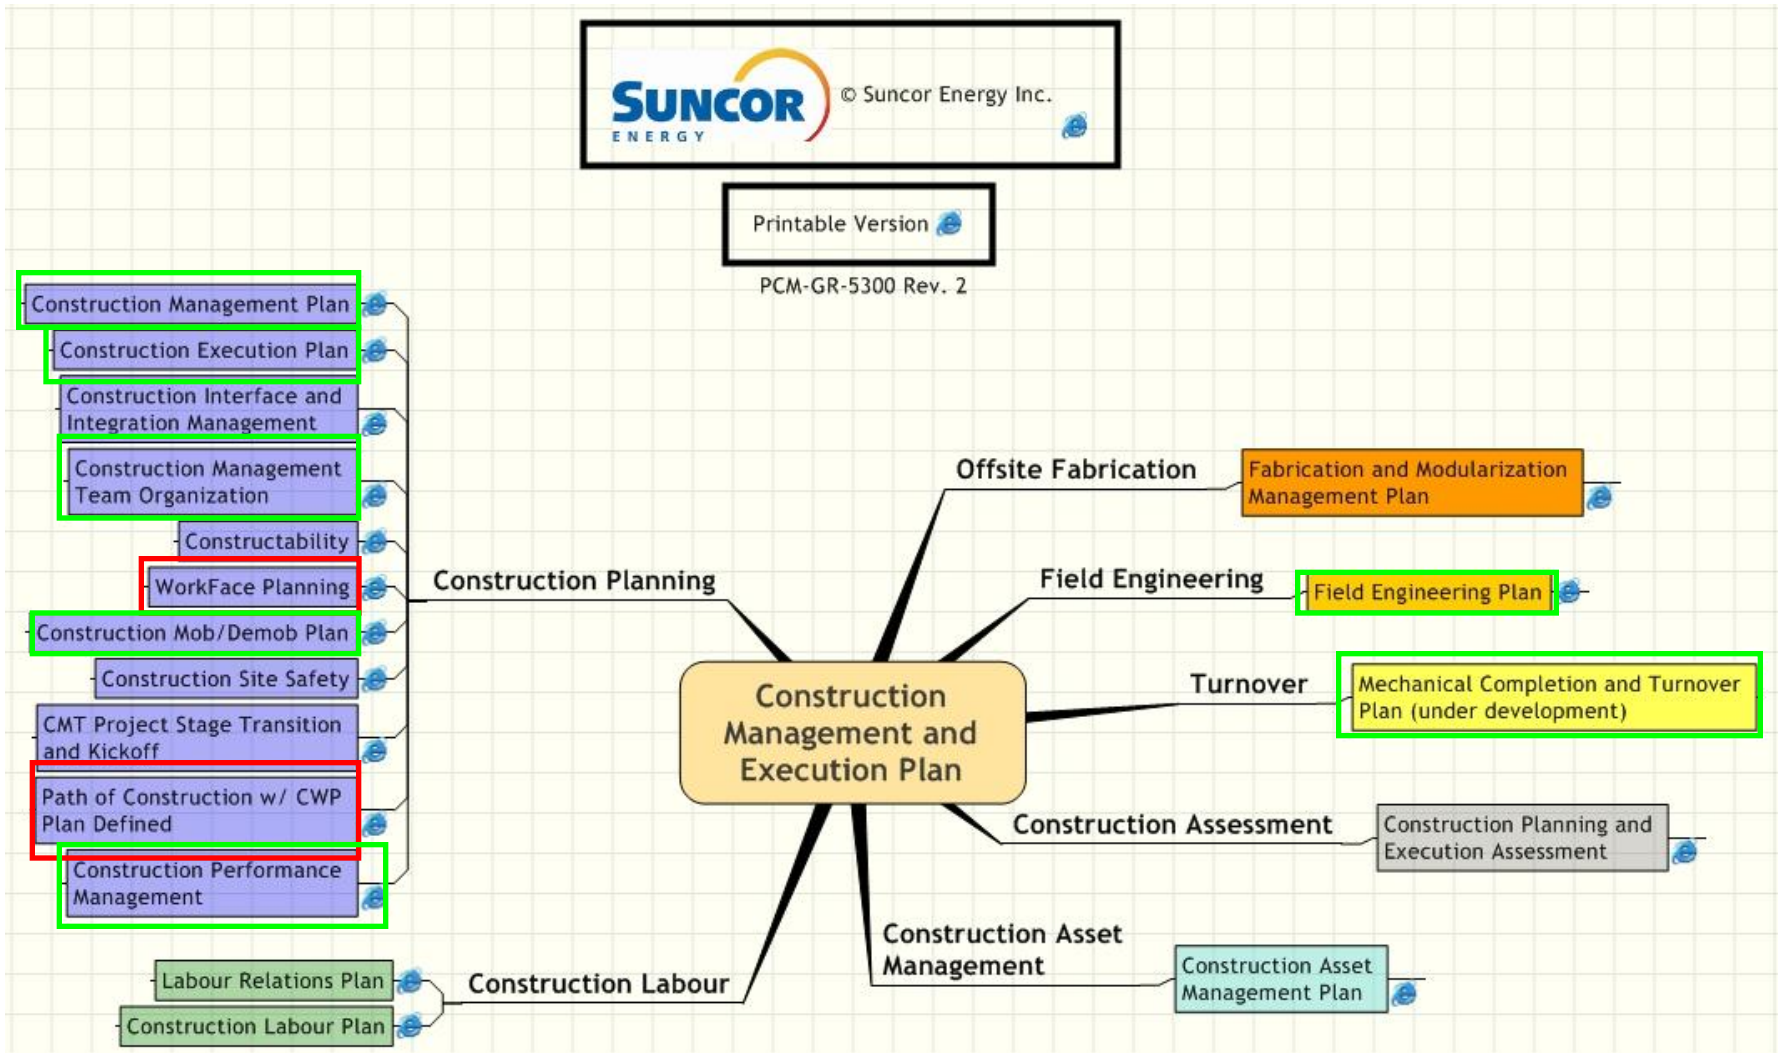 SUNCOR
ENERGY
© Suncor Energy Inc.
Printable Version
PCM-GR-5300 Rev. 2
Construction Management Plan
Construction Execution Plan
Construction Interface and
Integration Management
Construction Management
Team Organization
Constructability
WorkFace Planning
Construction Mob/Demob Plan
Construction Site Safety
CMT Project Stage Transition
and Kickoff
Path of Construction w/ CWP
Plan Defined
Construction Performance
Management
Construction Planning
Labour Relations Plan
Construction Labour Plan
Construction Labour
Construction
Management and
Execution Plan
Offsite Fabrication
Fabrication and Modularization
Management Plan
Field Engineering
Field Engineering Plan
Turnover
Mechanical Completion and Turnover
Plan (under development)
Construction Assessment
Construction Planning and
Execution Assessment
Construction Asset
Management
Construction Asset
Management Plan